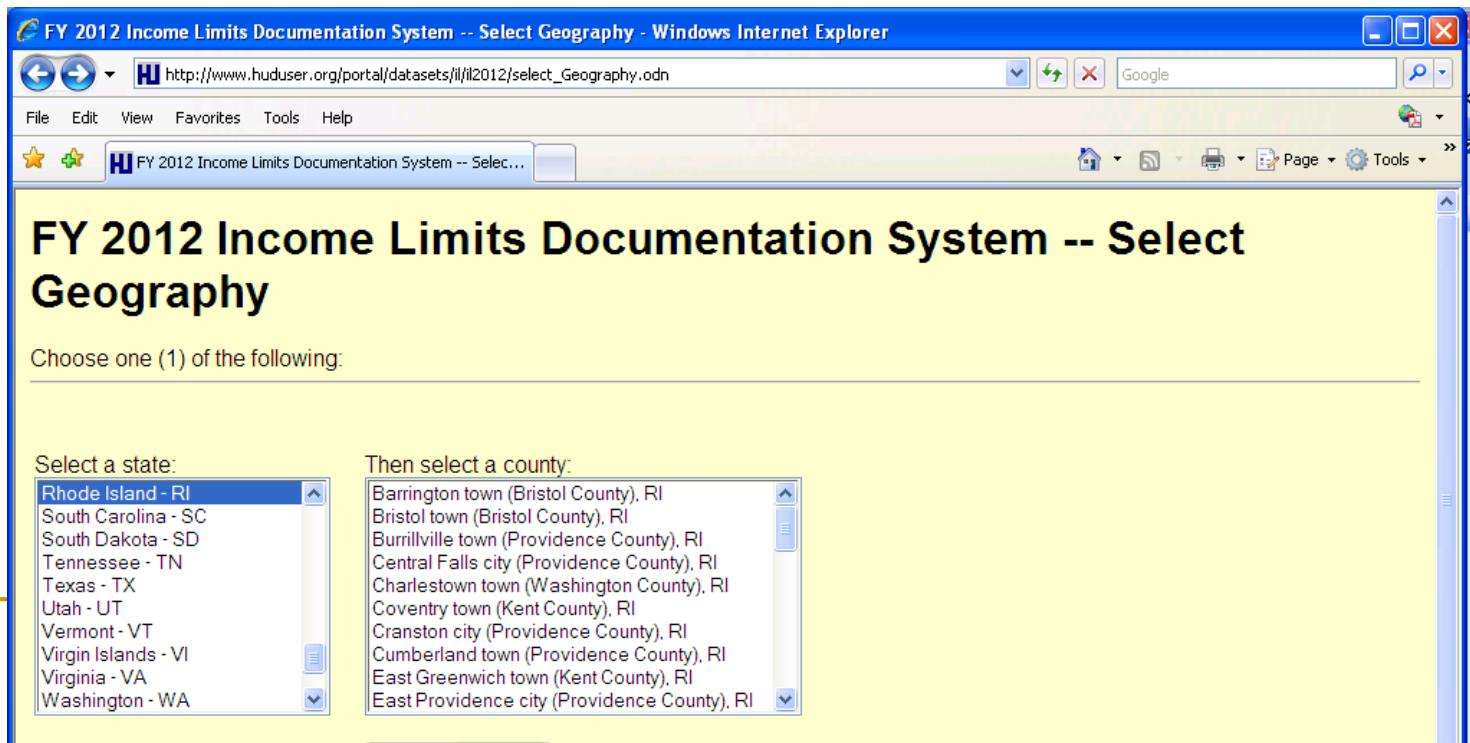 FY 2012 Income Limits Documentation System -- Select Geography - Windows Internet Explorer
http://www.huduser.org/portal/datasets/il/il2012/select_Geography.odn
Google
File Edit View Favorites Tools Help
FY 2012 Income Limits Documentation System -- Selec...
Page Tools »
FY 2012 Income Limits Documentation System -- Select
Geography
Choose one (1) of the following:
Select a state:
Rhode Island - RI
South Carolina - SC
South Dakota - SD
Tennessee - TN
Texas - TX
Utah - UT
Vermont - VT
Virgin Islands - VI
Virginia - VA
Washington - WA
Then select a county:
Barrington town (Bristol County), RI
Bristol town (Bristol County), RI
Burrillville town (Providence County), RI
Central Falls city (Providence County), RI
Charlestown town (Washington County), RI
Coventry town (Kent County), RI
Cranston city (Providence County), RI
Cumberland town (Providence County), RI
East Greenwich town (Kent County), RI
East Providence city (Providence County), RI